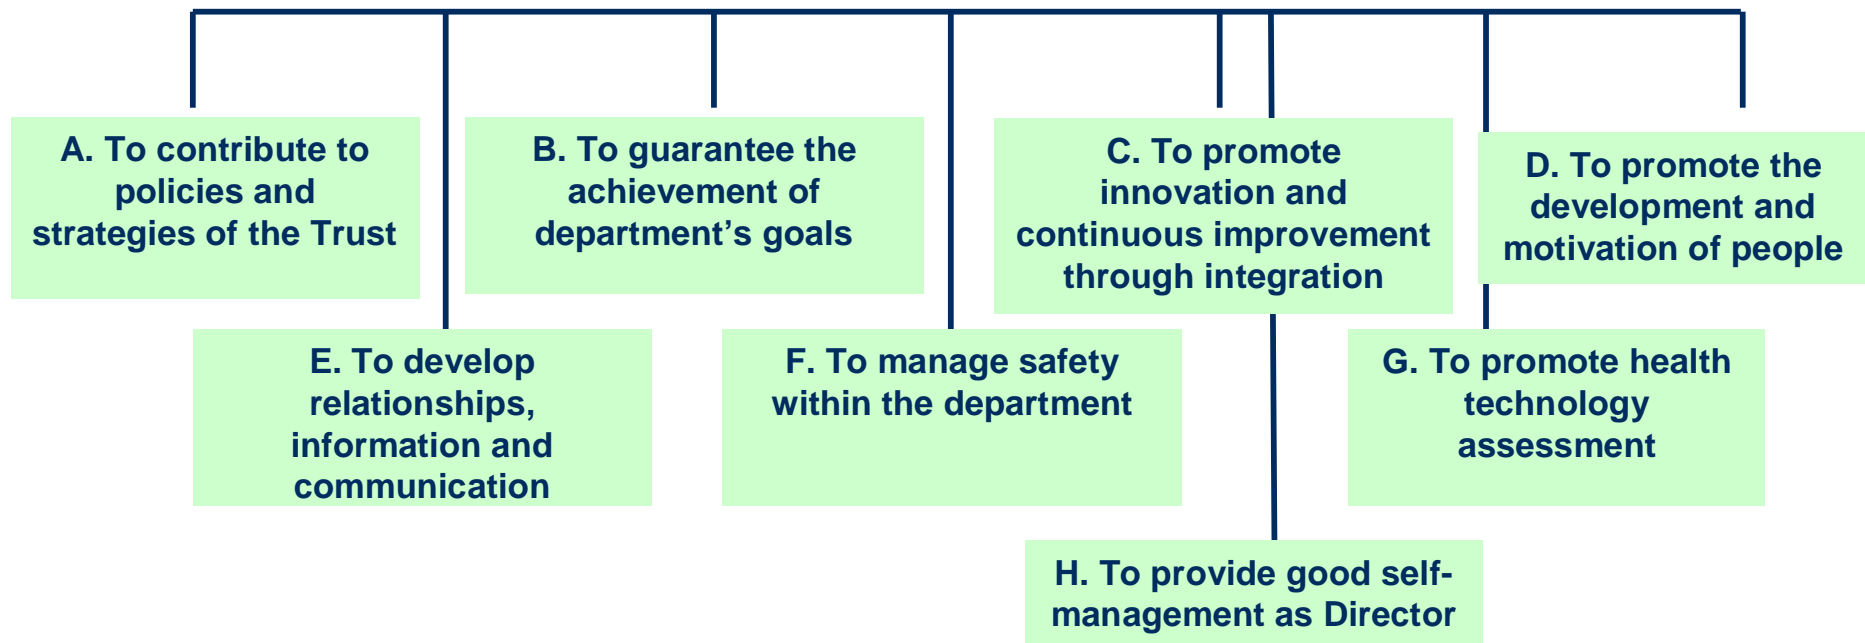 A. To contribute to
policies and
strategies of the Trust
B. To guarantee the
achievement of
department’s goals
C. To promote
innovation and
continuous improvement
through integration
D. To promote the
development and
motivation of people
E. To develop
relationships,
information and
communication
F. To manage safety
within the department
G. To promote health
technology
assessment
H. To provide good self-
management as Director